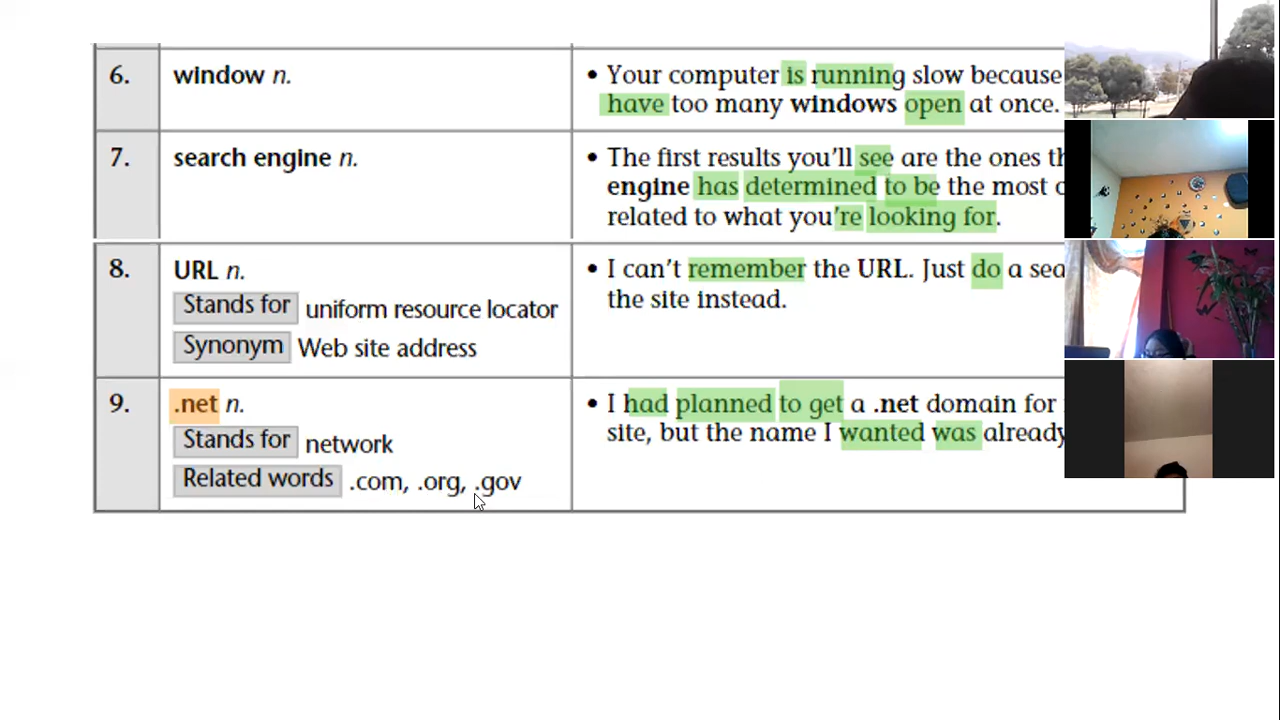 6.
window n.
• Your computer is running slow because
have too many windows open at once.
7.
search engine n.
• The first results you'll see are the ones
engine has determined to be the most
related to what you're looking for.
8.
URL n.
Stands for uniform resource locator
Synonym Web site address
• I can't remember the URL. Just do a
the site instead.
9.
.net n.
Stands for network
Related words .com, .org, .gov
• I had planned to get a .net domain for
site, but the name I wanted was already